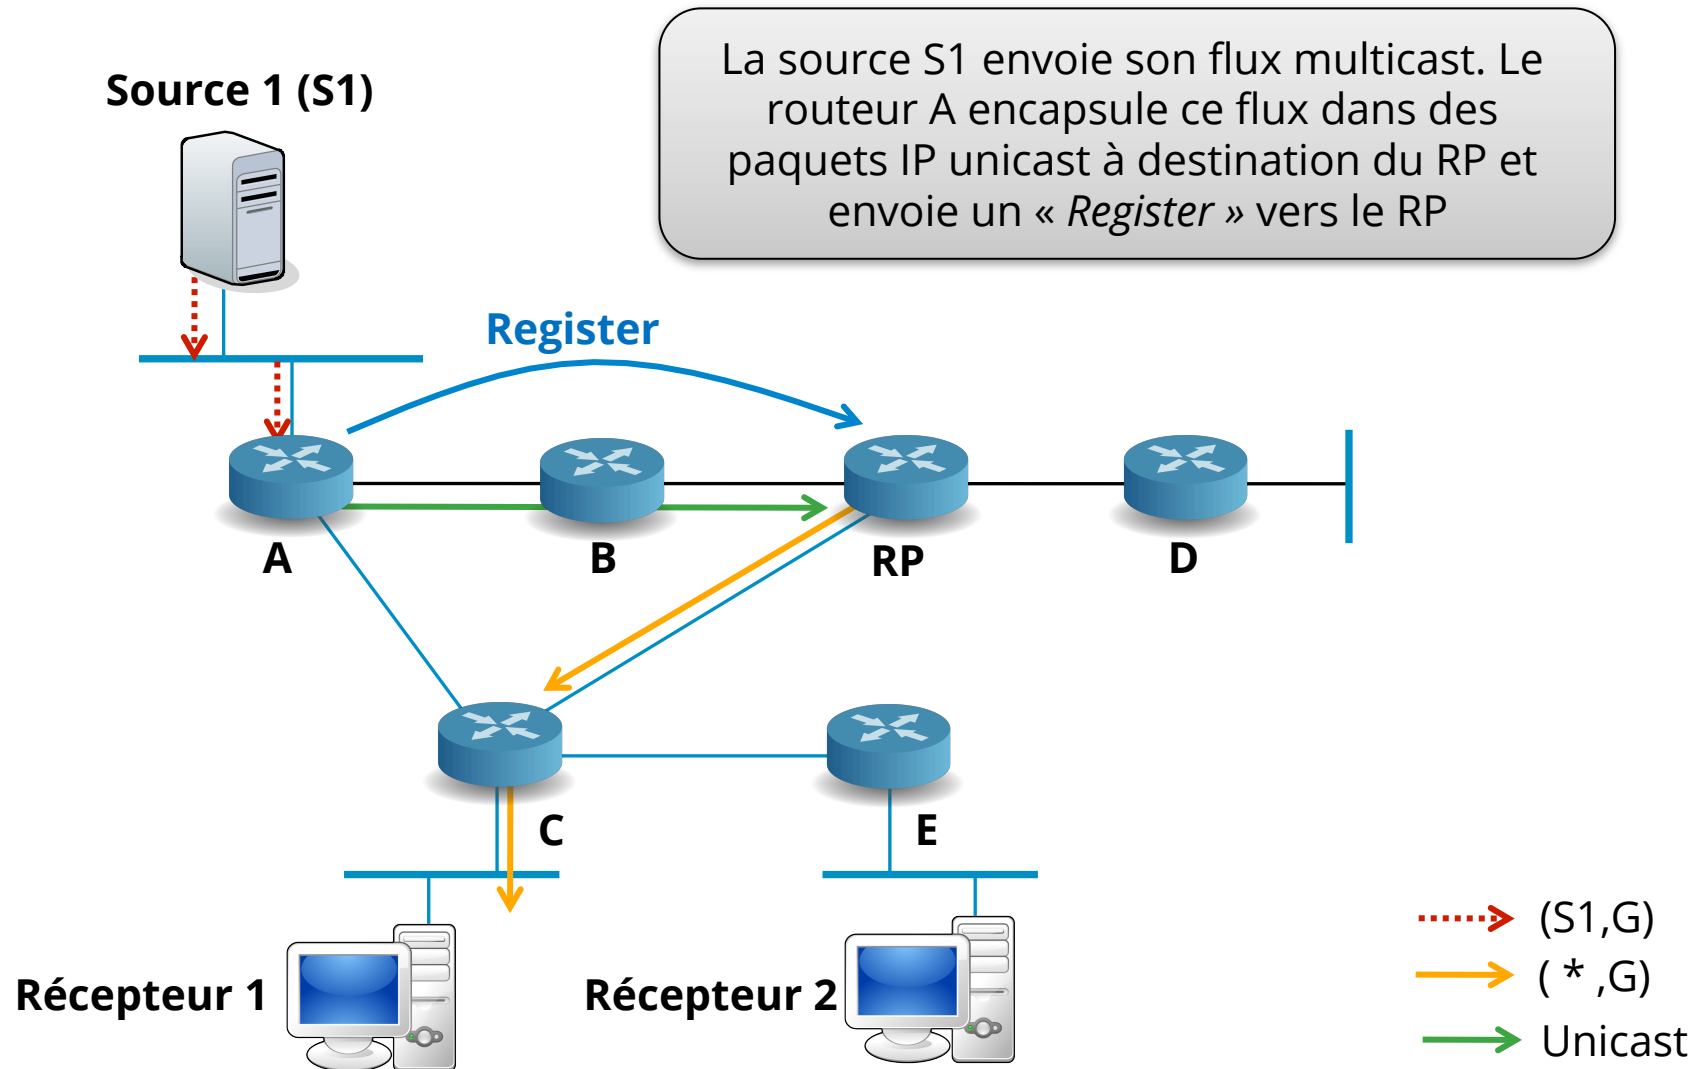 La source S1 envoie son flux multicast. Le
routeur A encapsule ce flux dans des
paquets IP unicast à destination du RP et
envoie un « Register » vers le RP
Source 1 (S1)
Register
A
B
RP
D
C
E
Récepteur 1
Récepteur 2
(S1,G)
( * ,G)
Unicast